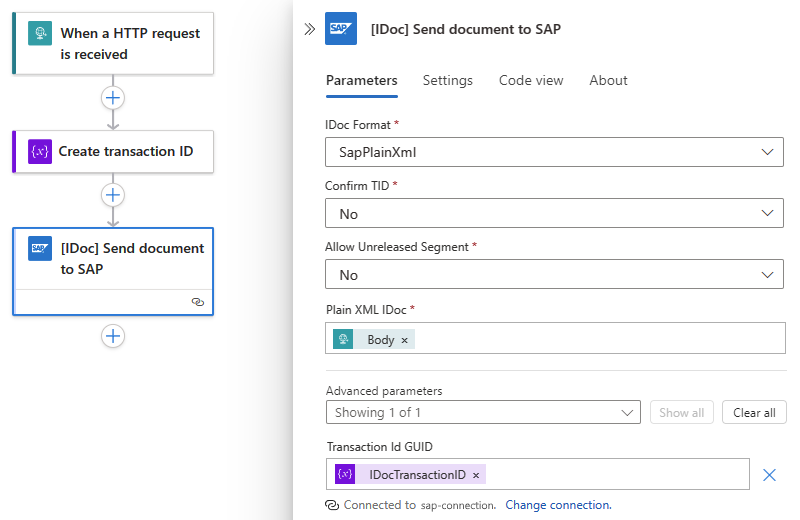 When a HTTP request
is received
{x} Create transaction ID
SAP [IDoc] Send document
to SAP
SAP [IDoc] Send document to SAP
Parameters Settings Code view About
IDoc Format *
SapPlainXml
Confirm TID *
No
Allow Unreleased Segment *
No
Plain XML IDoc *
Body ×
Advanced parameters
Showing 1 of 1 Show all Clear all
Transaction Id GUID
{x} IDocTransactionID ×
Connected to sap-connection. Change connection.